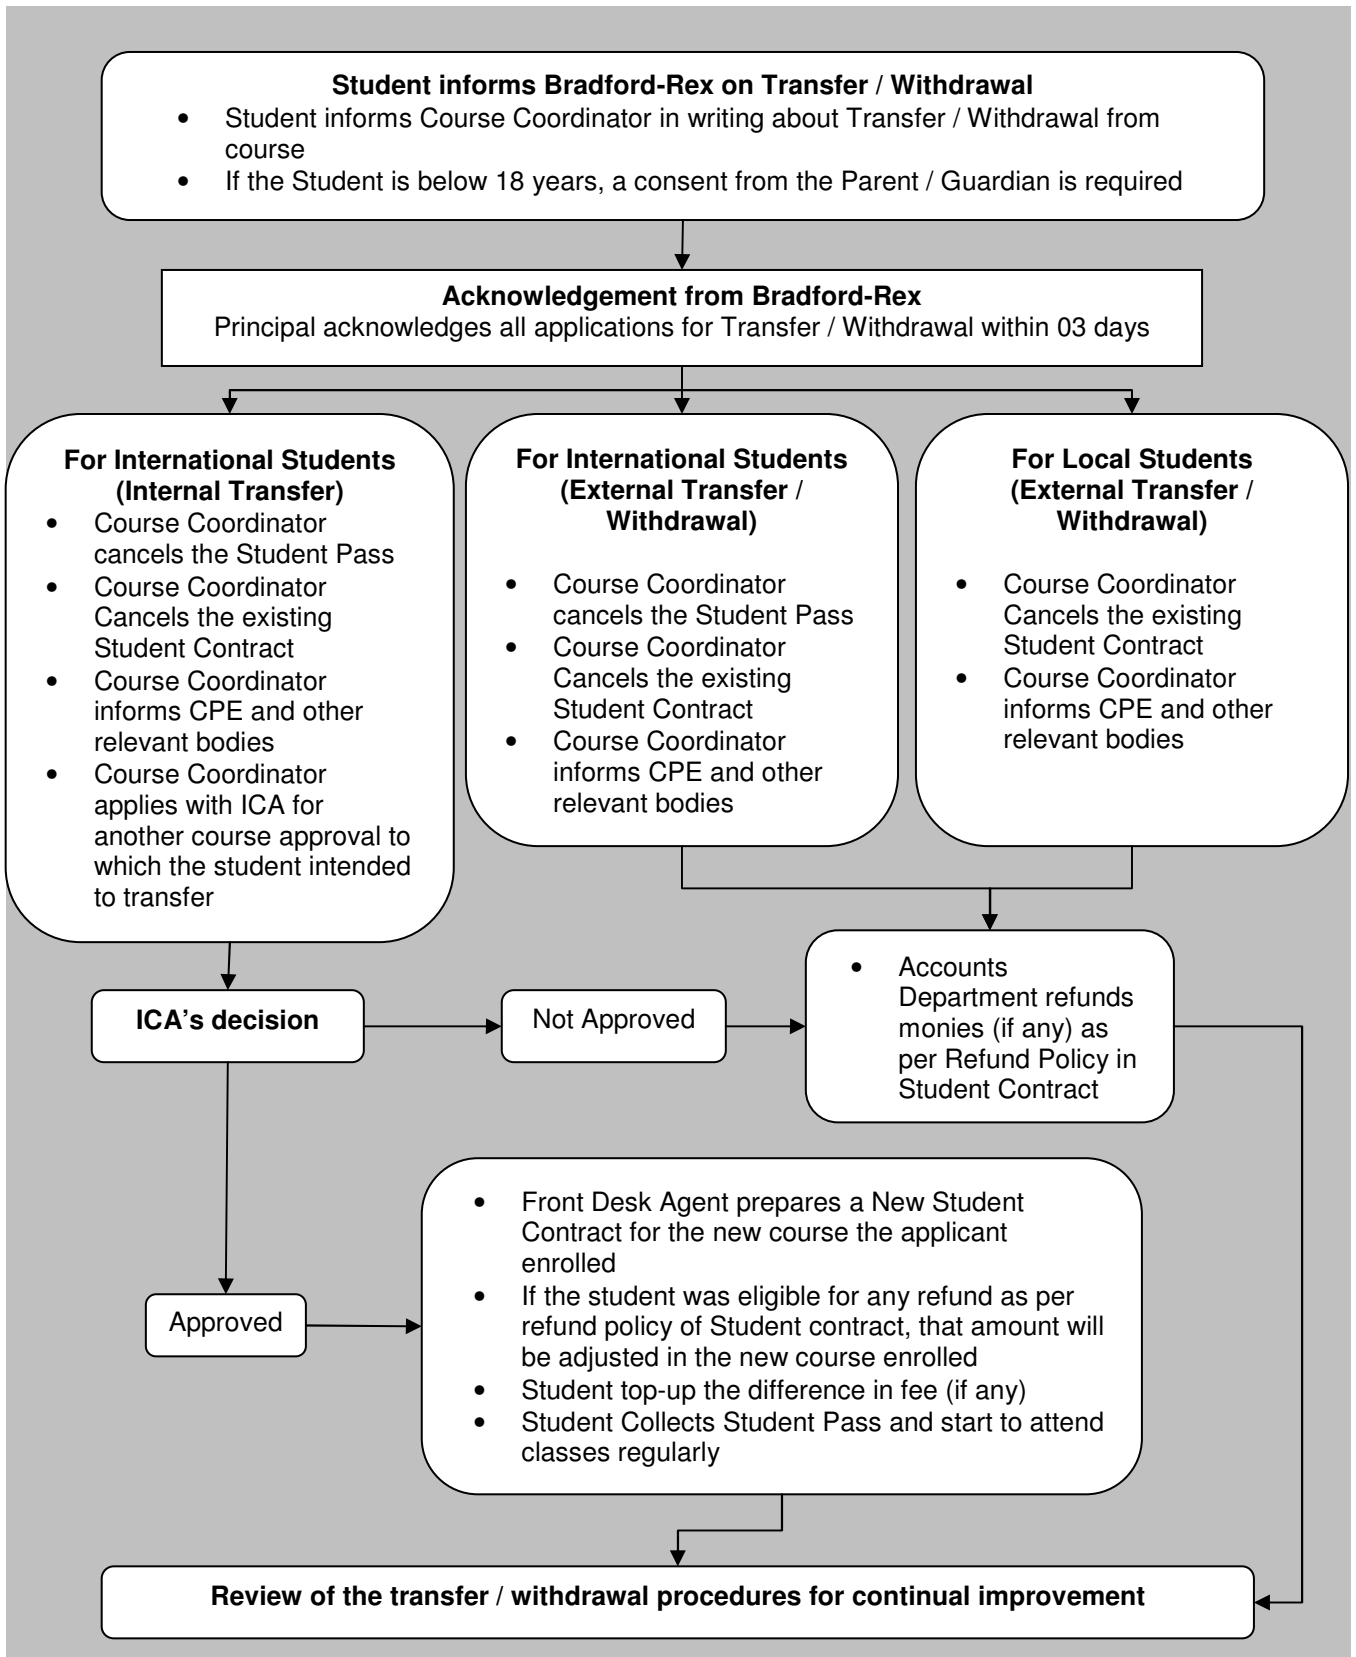 Student informs Bradford-Rex on Transfer / Withdrawal
• Student informs Course Coordinator in writing about Transfer / Withdrawal from
course
• If the Student is below 18 years, a consent from the Parent / Guardian is required
Acknowledgement from Bradford-Rex
Principal acknowledges all applications for Transfer / Withdrawal within 03 days
For International Students
(Internal Transfer)
• Course Coordinator
cancels the Student Pass
• Course Coordinator
Cancels the existing
Student Contract
• Course Coordinator
informs CPE and other
relevant bodies
• Course Coordinator
applies with ICA for
another course approval to
which the student intended
to transfer
For International Students
(External Transfer /
Withdrawal)
• Course Coordinator
cancels the Student Pass
• Course Coordinator
Cancels the existing
Student Contract
• Course Coordinator
informs CPE and other
relevant bodies
For Local Students
(External Transfer /
Withdrawal)
• Course Coordinator
Cancels the existing
Student Contract
• Course Coordinator
informs CPE and other
relevant bodies
ICA’s decision
Not Approved
• Accounts
Department refunds
monies (if any) as
per Refund Policy in
Student Contract
Approved
• Front Desk Agent prepares a New Student
Contract for the new course the applicant
enrolled
• If the student was eligible for any refund as per
refund policy of Student contract, that amount will
be adjusted in the new course enrolled
• Student top-up the difference in fee (if any)
• Student Collects Student Pass and start to attend
classes regularly
Review of the transfer / withdrawal procedures for continual improvement